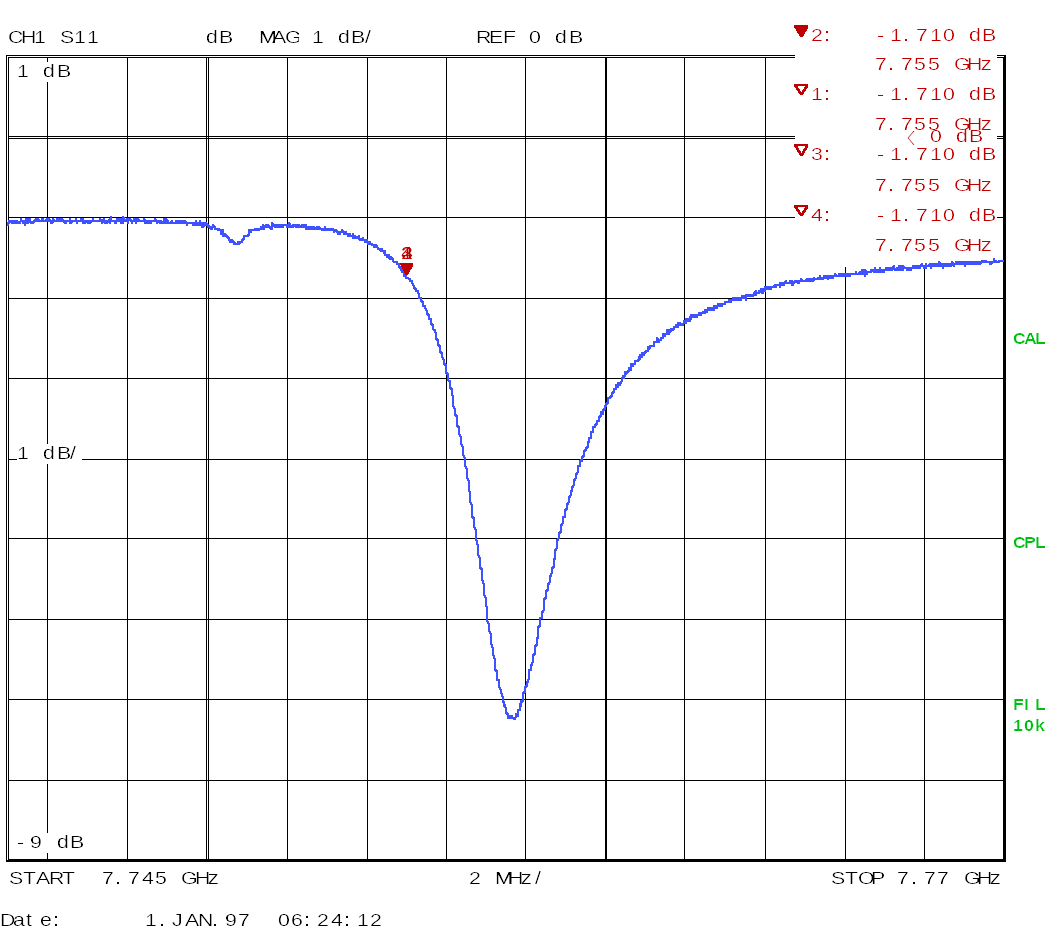 CH1 S11 dB MAG 1 dB/ REF 0 dB
2: -1.710 dB
7.755 GHz
1: -1.710 dB
7.755 GHz
< 0 dB
3: -1.710 dB
7.755 GHz
4: -1.710 dB
7.755 GHz
1 dB
CAL
1 dB/
CPL
FIL
10k
-9 dB
START 7.745 GHz 2 MHz/ STOP 7.77 GHz
Date: 1.JAN.97 06:24:12